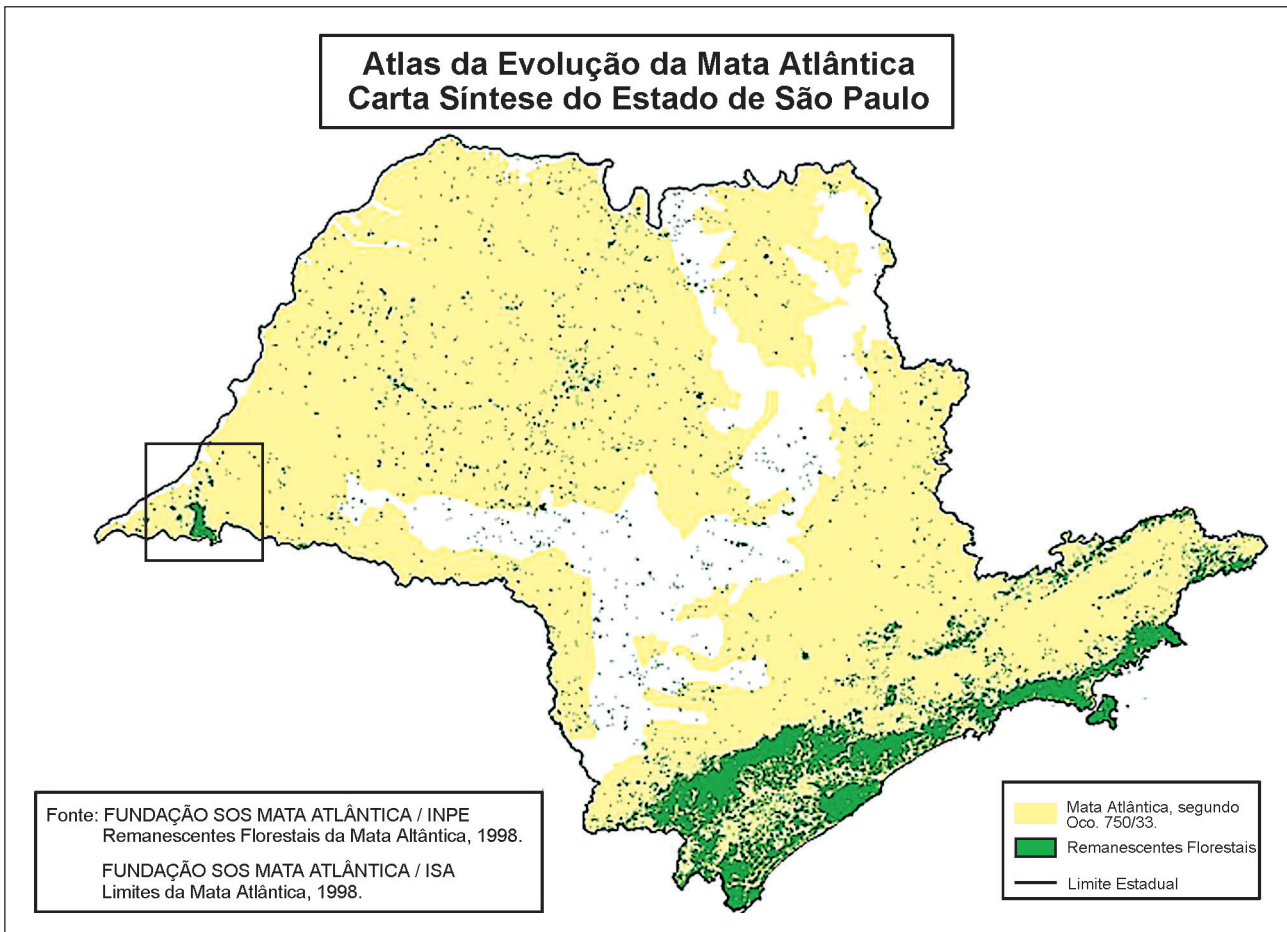 Atlas da Evolução da Mata Atlântica
Carta Síntese do Estado de São Paulo
Fonte: FUNDAÇÃO SOS MATA ATLÂNTICA / INPE
Remanescentes Florestais da Mata Altântica, 1998.
FUNDAÇÃO SOS MATA ATLÂNTICA / ISA
Limites da Mata Atlântica, 1998.
Mata Atlântica, segundo
Oco. 750/33.
Remanescentes Florestais
Limite Estadual